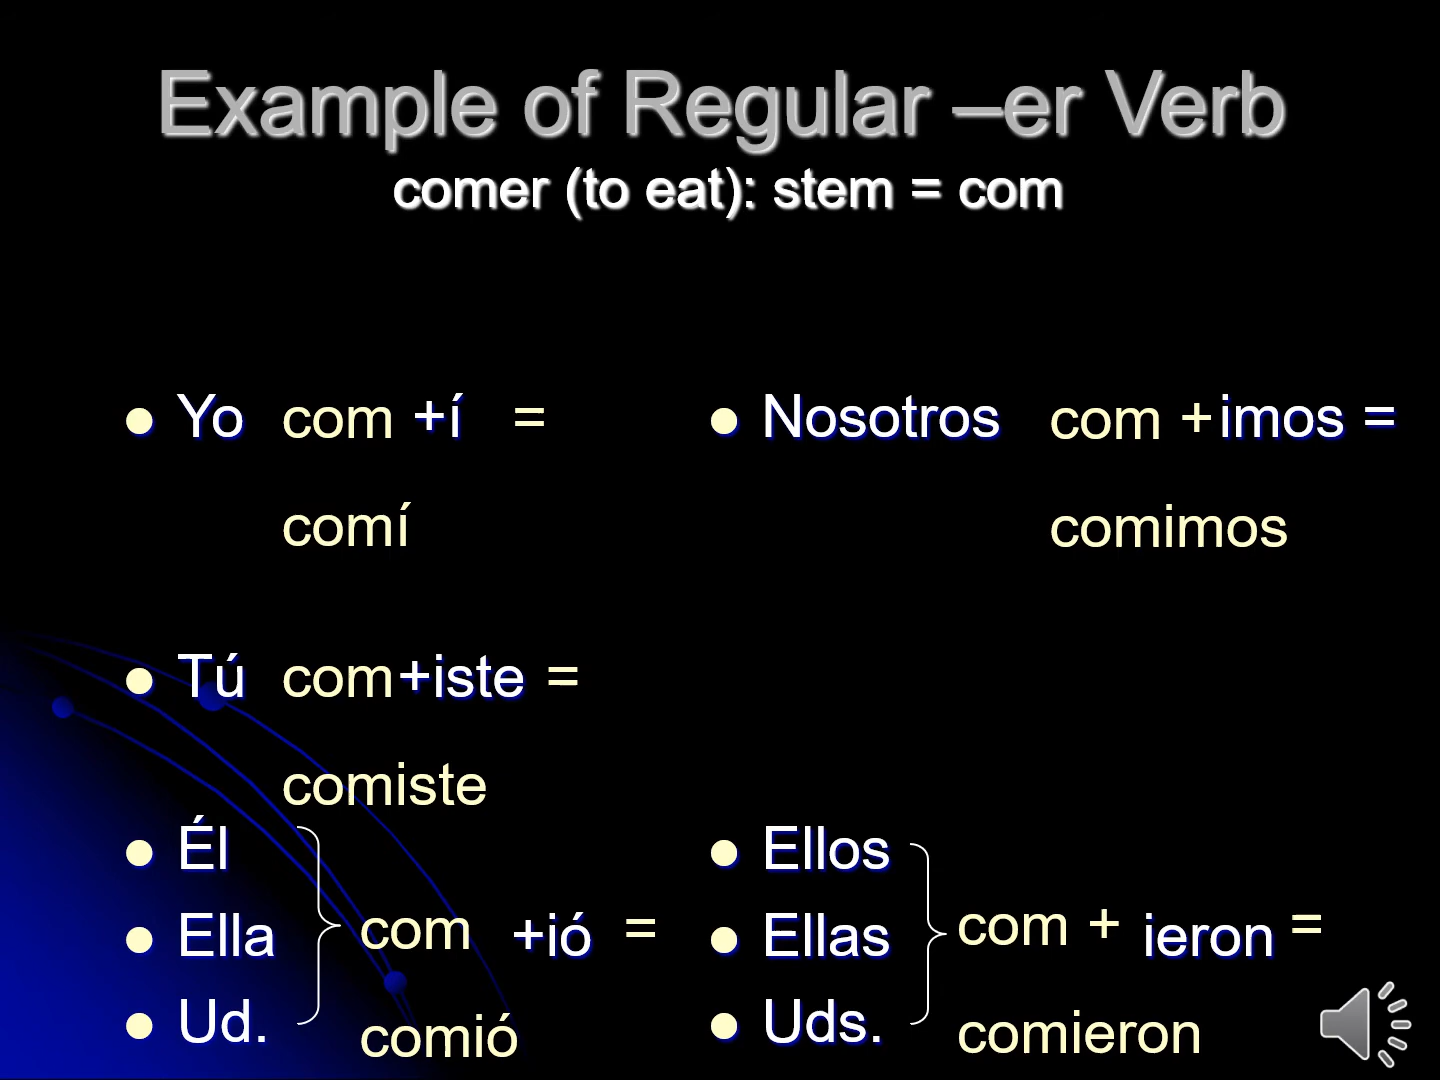 Example of Regular –er Verb
comer (to eat): stem = com
Yo com +í =
comí
Nosotros com +imos =
comimos
Tú com+iste =
comiste
Él
Ella com +ió =
Ud.
comió
Ellos
Ellas com + ieron =
Uds.
comieron